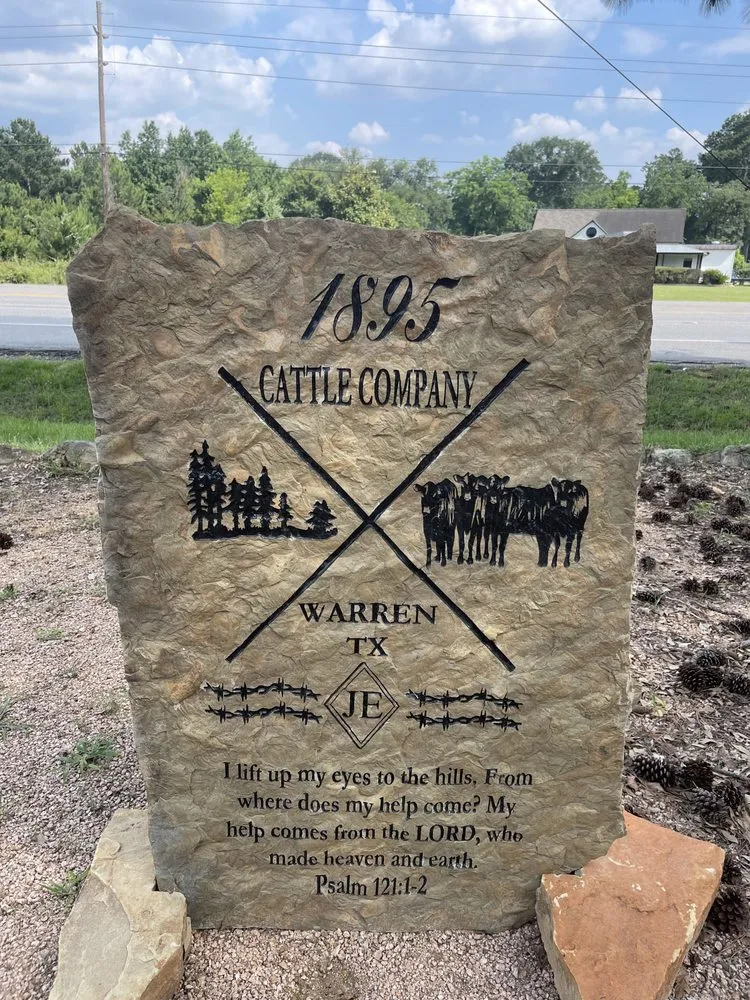 1895
CATTLE COMPANY
WARREN
TX
JE
I lift up my eyes to the hills. From
where does my help come? My
help comes from the LORD, who
made heaven and earth.
Psalm 121:1-2